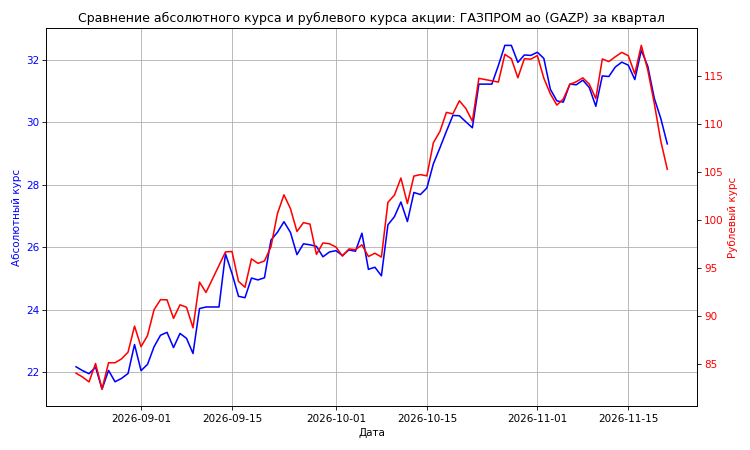 Сравнение абсолютного курса и рублевого курса акции: ГАЗПРОМ ао (GAZP) за квартал
32
30
28
26
24
22
Абсолютный курс
115
110
105
100
95
90
85
Рублевый курс
2026-09-01 2026-09-15 2026-10-01 2026-10-15 2026-11-01 2026-11-15
Дата